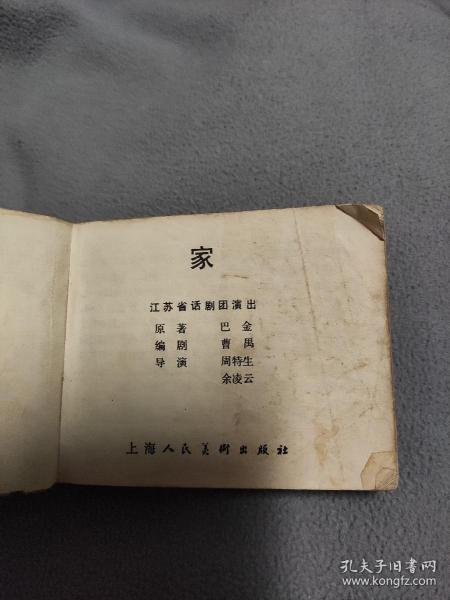 家
江苏省话剧团演出
原著 巴金
编剧 曹禺
导演 周特生
余凌云
上海人民美術出版社
孔夫子旧书网
www.kongfz.com